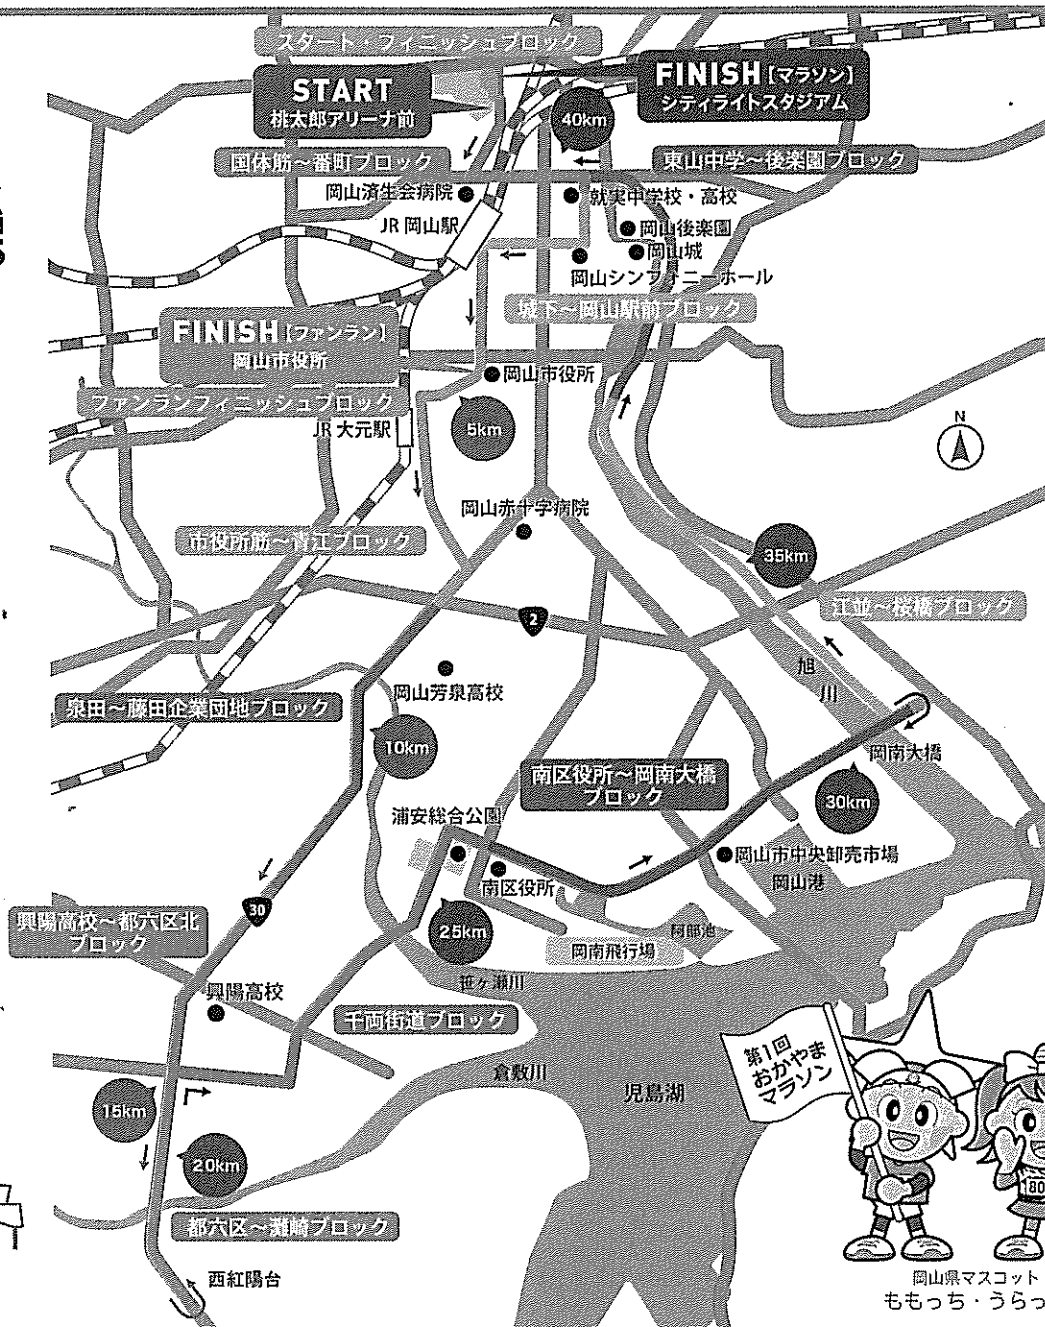 スタート・フィニッシュブロック
START
桃太郎アリーナ前
FINISH【マラソン】
シティライトスタジアム
40km
国体筋～番町ブロック
東山中学～後楽園ブロック
岡山済生会病院
就実中学校・高校
JR 岡山駅
岡山後楽園
岡山城
岡山シンフォニーホール
城下～岡山駅前ブロック
FINISH【ファンラン】
岡山市役所
岡山市役所
ファンランフィニッシュブロック
JR 大元駅
5km
N
岡山赤十字病院
市役所筋～青江ブロック
35km
江並～桜橋ブロック
2
旭川
岡山芳泉高校
泉田～藤田企業団地ブロック
10km
岡南大橋
南区役所～岡南大橋
ブロック
30km
浦安総合公園
岡山市中央卸売市場
岡山港
南区役所
30
興陽高校～都六区北
ブロック
25km
阿部池
岡南飛行場
笹ヶ瀬川
興陽高校
千両街道ブロック
倉敷川
児島湖
第1回
おかやま
マラソン
15km
20km
都六区～灘崎ブロック
西紅陽台
80
岡山県マスコット
ももっち・うらっ